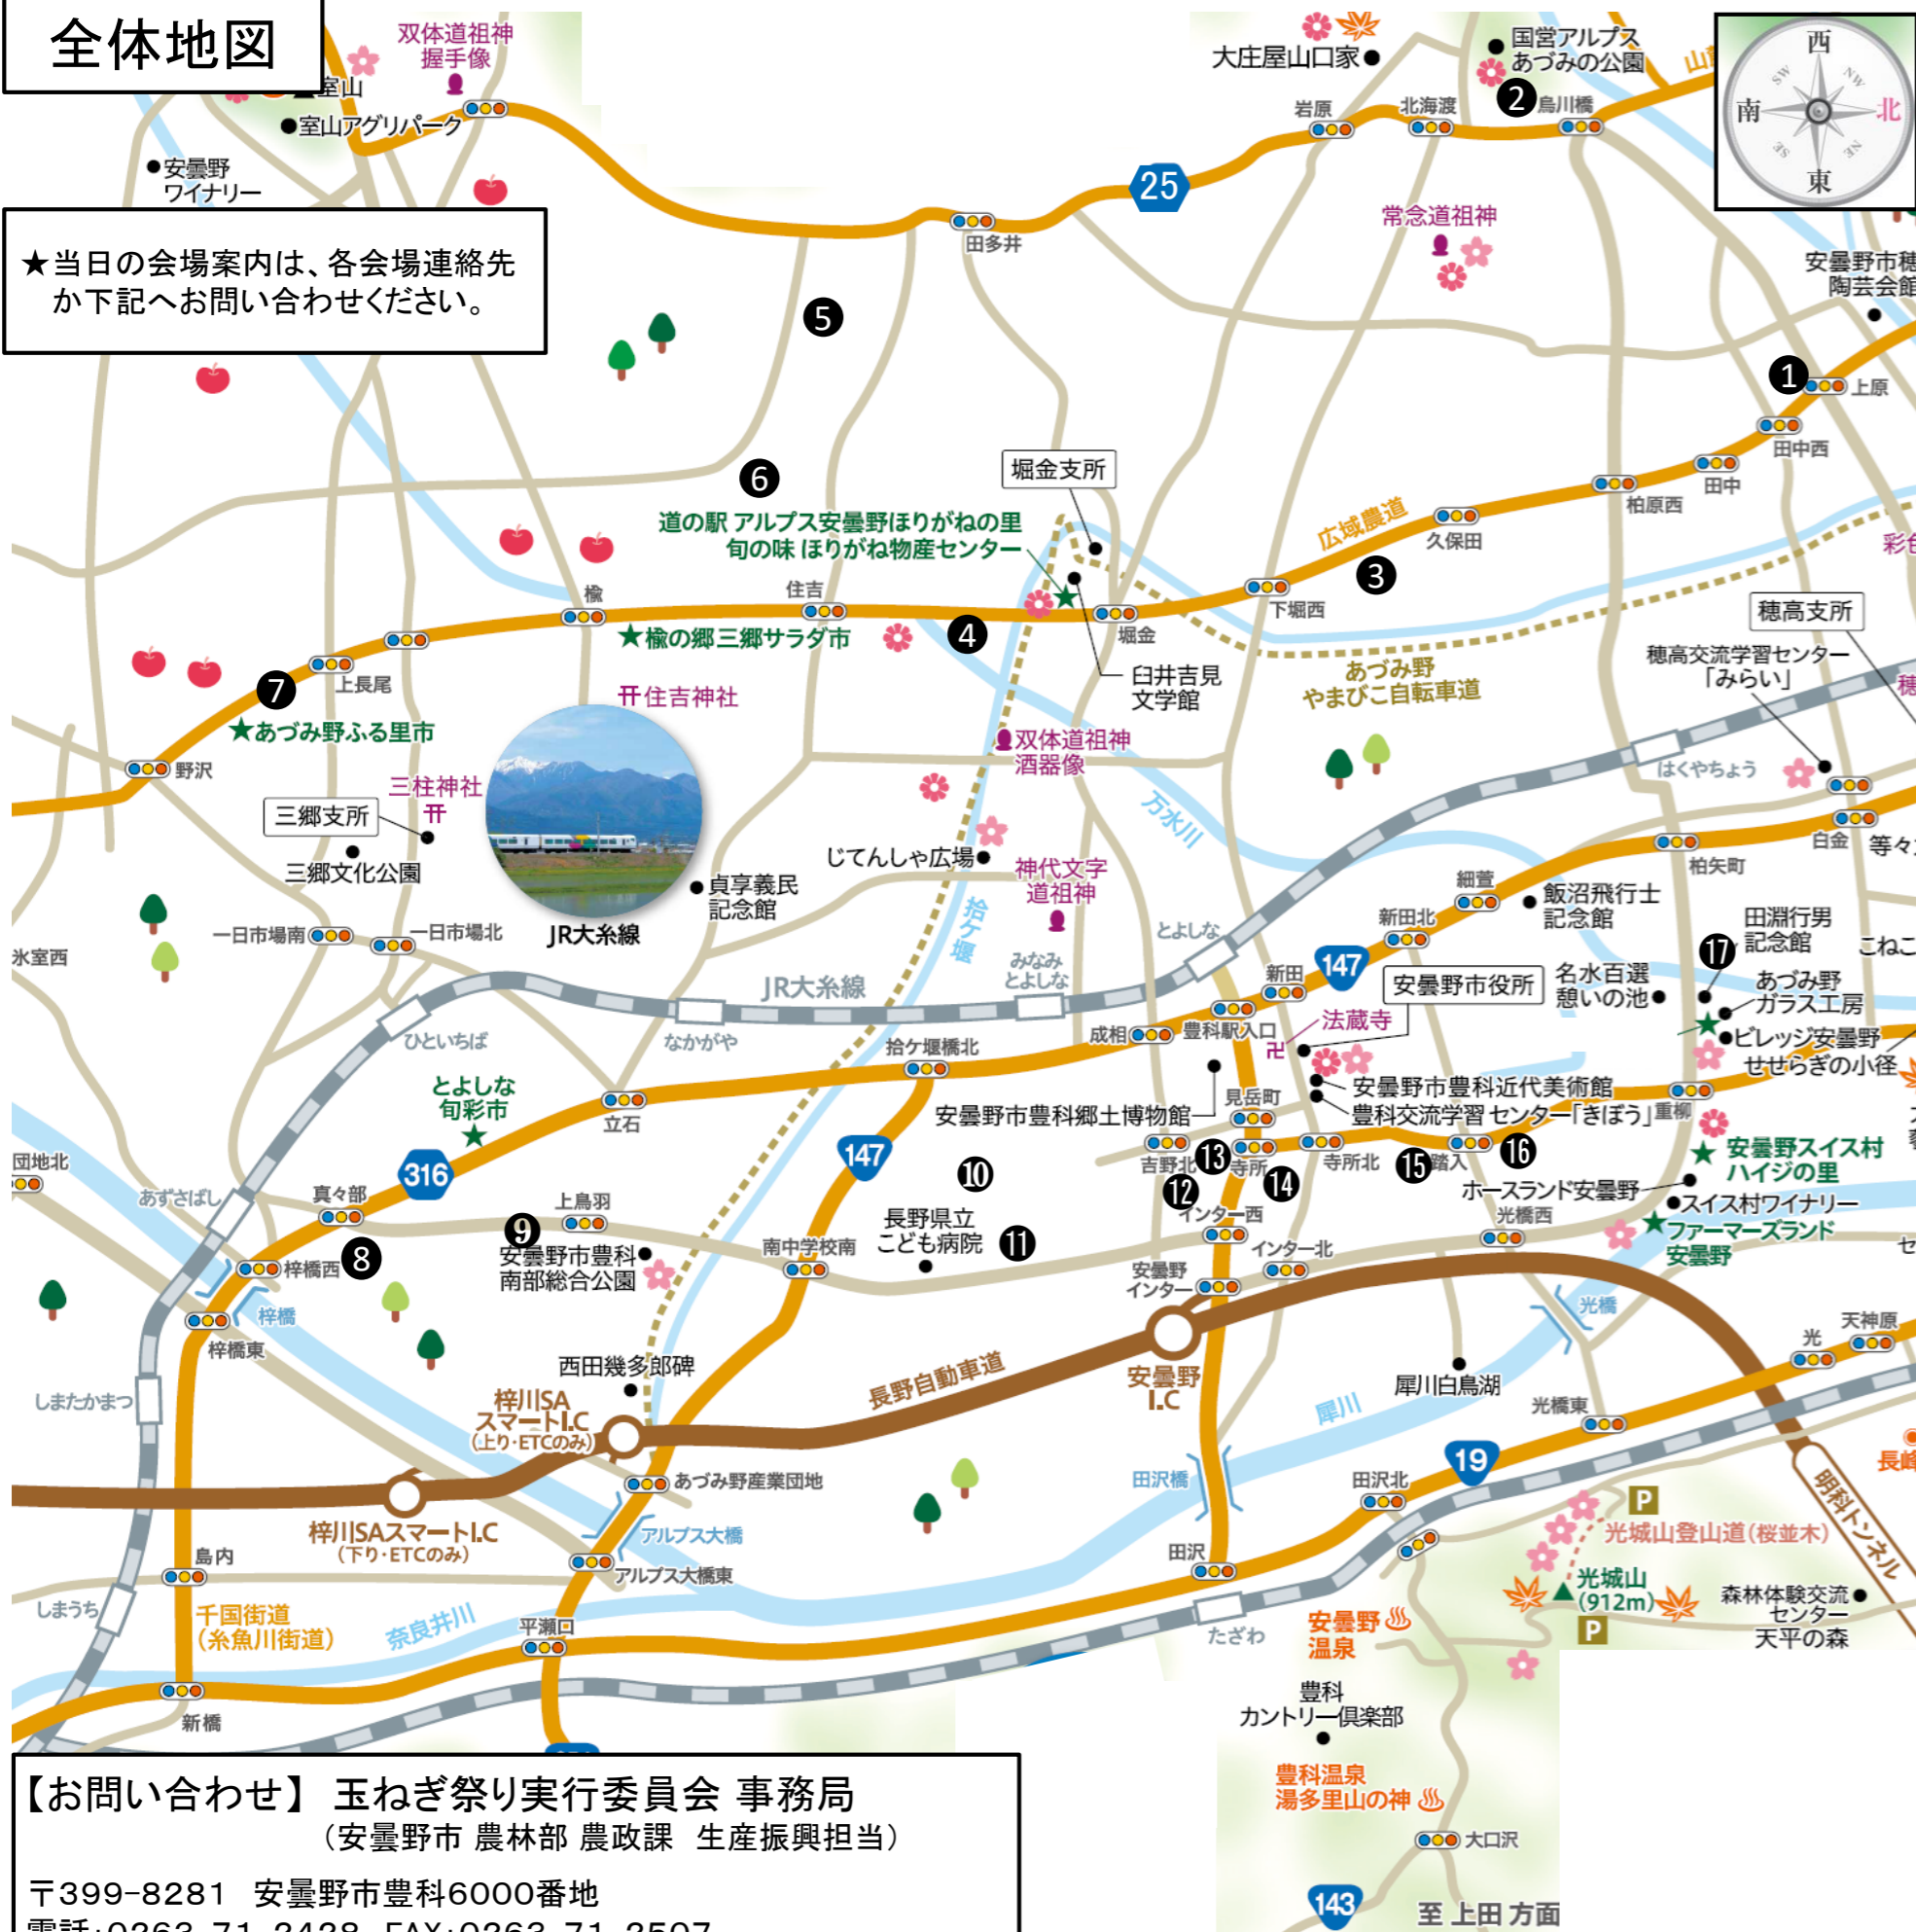 全体地図
双体道祖神
握手像
室山
室山アグリパーク
安曇野
ワイナリー
大庄屋山口家
国営アルプス
あづみの公園
岩原
北海渡
2
烏川橋
西
南
北
東
SW
NW
SE
NE
25
田多井
常念道祖神
★当日の会場案内は、各会場連絡先
か下記へお問い合わせください。
5
1
上原
田中西
田中
柏原西
6
堀金支所
道の駅 アルプス安曇野ほりがねの里
旬の味 ほりがね物産センター
広域農道
久保田
3
楡
住吉
下堀西
堀金
★楡の郷三郷サラダ市
4
穂高支所
穂高交流学習センター
「みらい」
あづみ野
やまびこ自転車道
臼井吉見
文学館
7
上長尾
住吉神社
★あづみ野ふる里市
双体道祖神
酒器像
野沢
三柱神社
三郷支所
三郷文化公園
はくやちょう
万水川
じてんしゃ広場
神代文字
道祖神
貞享義民
記念館
JR大糸線
拾ケ堰
白金
柏矢町
細萱
飯沼飛行士
記念館
新田北
田淵行男
記念館
17
一日市場南
一日市場北
氷室西
とよしな
みなみ
とよしな
新田
147
安曇野市役所
名水百選
憩いの池
あづみ野
ガラス工房
JR大糸線
ひといちば
なかがや
拾ケ堰橋北
成相
豊科駅入口
法蔵寺
ビレッジ安曇野
せせらぎの小径
とよしな
旬彩市
立石
安曇野市豊科郷土博物館
見岳町
安曇野市豊科近代美術館
豊科交流学習センター「きぼう」
重柳
団地北
316
147
10
吉野北
13
寺所
14
12
寺所北
15
踏入
16
安曇野スイス村
ハイジの里
ホースランド安曇野
スイス村ワイナリー
ファーマーズランド
安曇野
あずさばし
真々部
9
上鳥羽
安曇野市豊科
南部総合公園
南中学校南
長野県立
こども病院
11
インター西
インター北
光橋西
安曇野
インター
梓橋西
8
梓橋
梓橋東
光橋
天神原
光
西田幾多郎碑
しまたかまつ
梓川SA
スマートI.C
(上り・ETCのみ)
長野自動車道
安曇野
I.C
犀川白鳥湖
犀川
光橋東
19
あづみ野産業団地
梓川SAスマートI.C
(下り・ETCのみ)
田沢橋
田沢北
明科トンネル
P
光城山登山道(桜並木)
島内
アルプス大橋
アルプス大橋東
田沢
光城山
(912m)
P
森林体験交流
センター
天平の森
しまうち
千国街道
(糸魚川街道)
奈良井川
平瀬口
たざわ
安曇野
温泉
新橋
豊科
カントリー倶楽部
豊科温泉
湯多里山の神
大口沢
143
至 上田 方面
【お問い合わせ】 玉ねぎ祭り実行委員会 事務局
（安曇野市 農林部 農政課 生産振興担当）
〒399-8281 安曇野市豊科6000番地